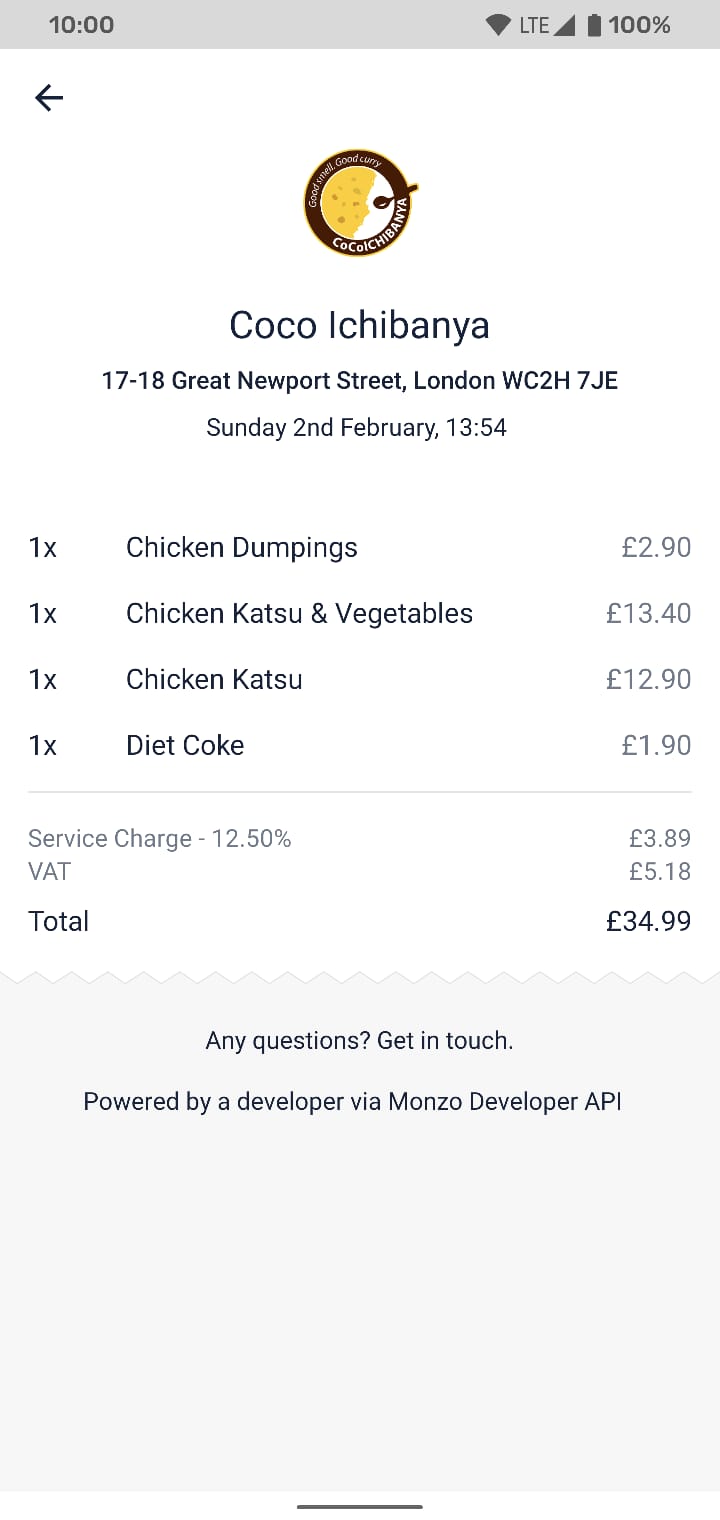 10:00 LTE 100%
Good smell, Good curry
CoCoICHIBANYA
Coco Ichibanya
17-18 Great Newport Street, London WC2H 7JE
Sunday 2nd February, 13:54
1x Chicken Dumpings £2.90
1x Chicken Katsu & Vegetables £13.40
1x Chicken Katsu £12.90
1x Diet Coke £1.90
Service Charge - 12.50% £3.89
VAT £5.18
Total £34.99
Any questions? Get in touch.
Powered by a developer via Monzo Developer API